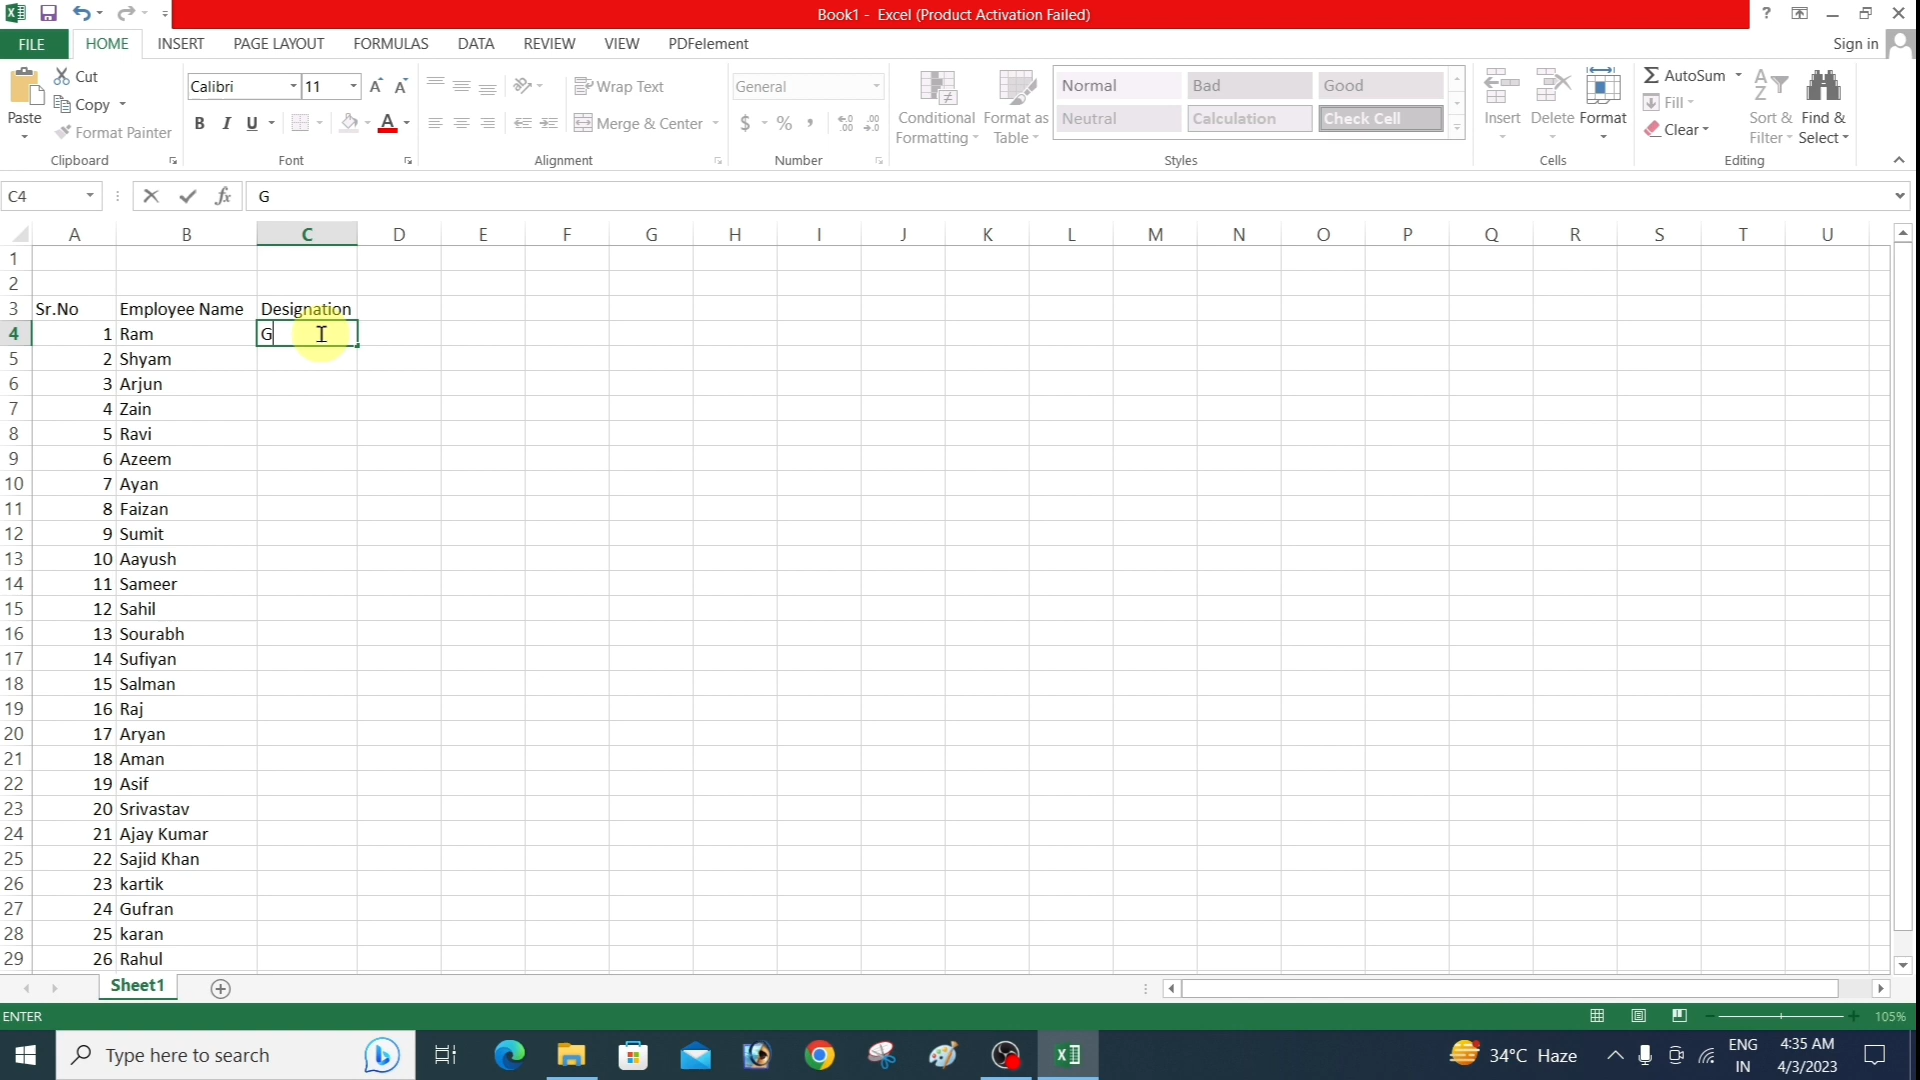 Book1 - Excel (Product Activation Failed)
?
FILE HOME INSERT PAGE LAYOUT FORMULAS DATA REVIEW VIEW PDFelement Sign in
Cut
Copy
Format Painter
Paste
Clipboard
Calibri 11
B I U
Font
Wrap Text
Merge & Center
Alignment
General
$ % ,
Number
Conditional Formatting
Format as Table
Normal Bad Good
Neutral Calculation Check Cell
Styles
Insert Delete Format
Cells
AutoSum
Fill
Clear
Sort & Filter
Find & Select
Editing
C4 fx G
A B C D E F G H I J K L M N O P Q R S T U
1
2
3 Sr.No Employee Name Designation
4 1 Ram G
5 2 Shyam
6 3 Arjun
7 4 Zain
8 5 Ravi
9 6 Azeem
10 7 Ayan
11 8 Faizan
12 9 Sumit
13 10 Aayush
14 11 Sameer
15 12 Sahil
16 13 Sourabh
17 14 Sufiyan
18 15 Salman
19 16 Raj
20 17 Aryan
21 18 Aman
22 19 Asif
23 20 Srivastav
24 21 Ajay Kumar
25 22 Sajid Khan
26 23 kartik
27 24 Gufran
28 25 karan
29 26 Rahul
Sheet1
ENTER 105%
Type here to search
34°C Haze
ENG
IN
4:35 AM
4/3/2023